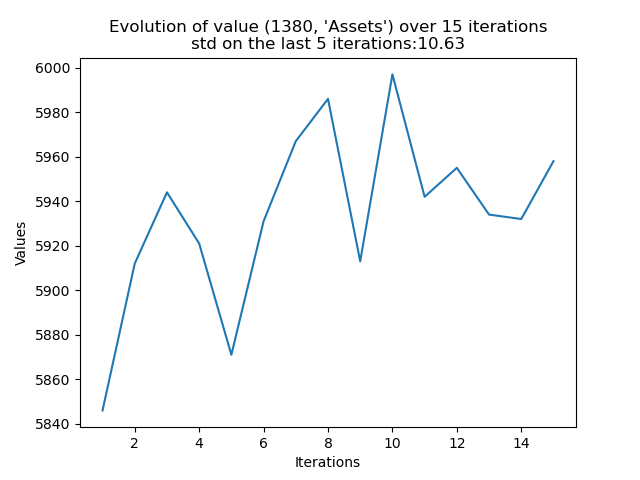 Evolution of value (1380, 'Assets') over 15 iterations
std on the last 5 iterations:10.63
6000
5980
5960
5940
5920
5900
5880
5860
5840
Values
2 4 6 8 10 12 14
Iterations